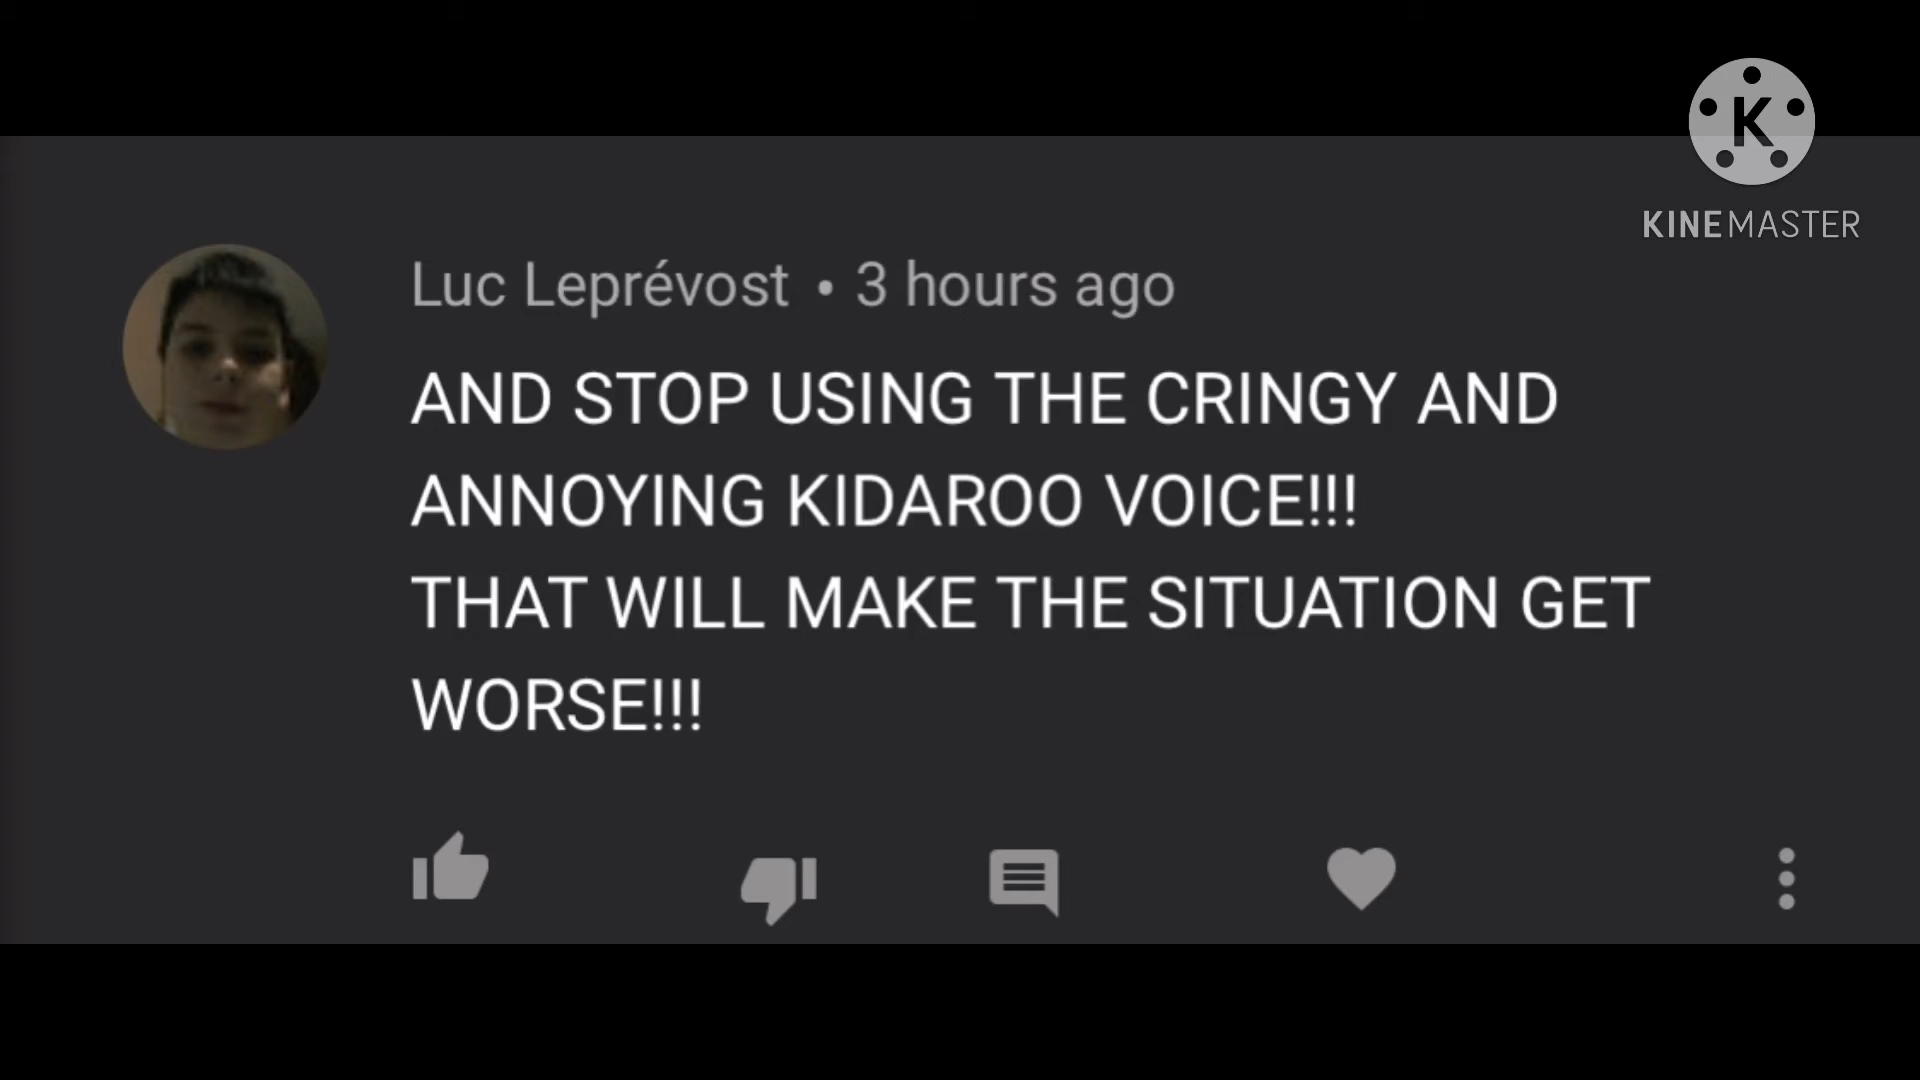 K
KINEMASTER
Luc Leprévost • 3 hours ago
AND STOP USING THE CRINGY AND
ANNOYING KIDAROO VOICE!!!
THAT WILL MAKE THE SITUATION GET
WORSE!!!